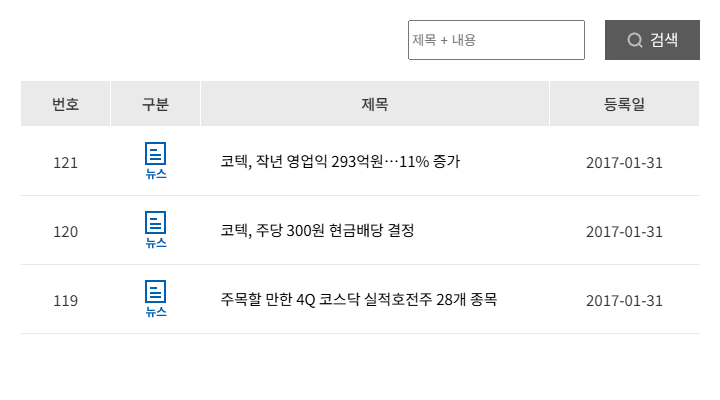 제목 + 내용 검색
번호 구분 제목 등록일
121 뉴스 코텍, 작년 영업익 293억원…11% 증가 2017-01-31
120 뉴스 코텍, 주당 300원 현금배당 결정 2017-01-31
119 뉴스 주목할 만한 4Q 코스닥 실적호전주 28개 종목 2017-01-31